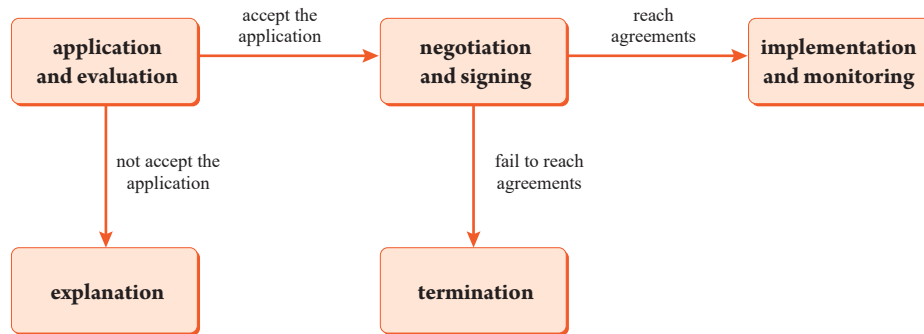 accept the
application
reach
agreements
application
and evaluation
negotiation
and signing
implementation
and monitoring
not accept the
application
fail to reach
agreements
explanation
termination